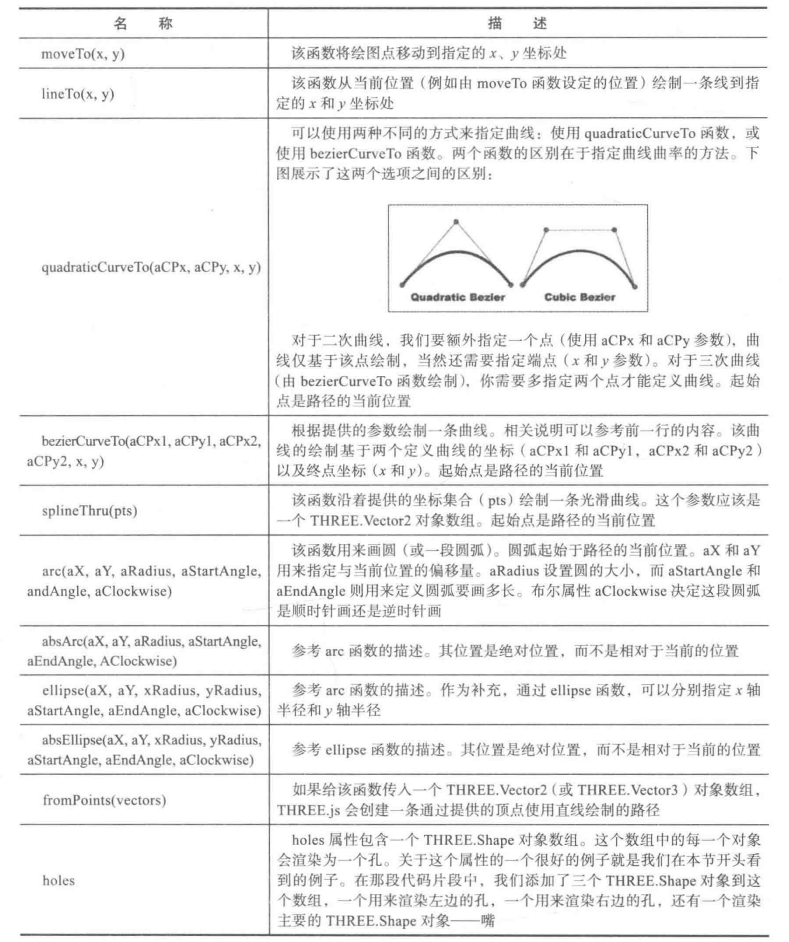 名 称 描 述
moveTo(x, y) 该函数将绘图点移动到指定的 x、y 坐标处
lineTo(x, y)
该函数从当前位置（例如由 moveTo 函数设定的位置）绘制一条线到指
定的 x 和 y 坐标处
quadraticCurveTo(aCPx, aCPy, x, y)
可以使用两种不同的方式来指定曲线：使用 quadraticCurveTo 函数，或
使用 bezierCurveTo 函数。两个函数的区别在于指定曲线曲率的方法。下
图展示了这两个选项之间的区别：
Quadratic Bezier Cubic Bezier
对于二次曲线，我们要额外指定一个点（使用 aCPx 和 aCPy 参数），曲
线仅基于该点绘制，当然还需要指定端点（x 和 y 参数）。对于三次曲线
（由 bezierCurveTo 函数绘制），你需要多指定两个点才能定义曲线。起始
点是路径的当前位置
bezierCurveTo(aCPx1, aCPy1, aCPx2,
aCPy2, x, y)
根据提供的参数绘制一条曲线。相关说明可以参考前一行的内容。该曲
线的绘制基于两个定义曲线的坐标（aCPx1 和 aCPy1，aCPx2 和 aCPy2）
以及终点坐标（x 和 y）。起始点是路径的当前位置
splineThru(pts)
该函数沿着提供的坐标集合（pts）绘制一条光滑曲线。这个参数应该是
一个 THREE.Vector2 对象数组。起始点是路径的当前位置
arc(aX, aY, aRadius, aStartAngle,
andAngle, aClockwise)
该函数用来画圆（或一段圆弧）。圆弧起始于路径的当前位置。aX 和 aY
用来指定与当前位置的偏移量。aRadius 设置圆的大小，而 aStartAngle 和
aEndAngle 则用来定义圆弧要画多长。布尔属性 aClockwise 决定这段圆弧
是顺时针画还是逆时针画
absArc(aX, aY, aRadius, aStartAngle,
aEndAngle, AClockwise)
参考 arc 函数的描述。其位置是绝对位置，而不是相对于当前的位置
ellipse(aX, aY, xRadius, yRadius,
aStartAngle, aEndAngle, aClockwise)
参考 arc 函数的描述。作为补充，通过 ellipse 函数，可以分别指定 x 轴
半径和 y 轴半径
absEllipse(aX, aY, xRadius, yRadius,
aStartAngle, aEndAngle, aClockwise)
参考 ellipse 函数的描述。其位置是绝对位置，而不是相对于当前的位置
fromPoints(vectors)
如果给该函数传入一个 THREE.Vector2（或 THREE.Vector3）对象数组，
THREE.js 会创建一条通过提供的顶点使用直线绘制的路径
holes
holes 属性包含一个 THREE.Shape 对象数组。这个数组中的每一个对象
会渲染为一个孔。关于这个属性的一个很好的例子就是我们在本节开头看
到的例子。在那段代码片段中，我们添加了三个 THREE.Shape 对象到这
个数组，一个用来渲染左边的孔，一个用来渲染右边的孔，还有一个渲染
主要的 THREE.Shape 对象——嘴